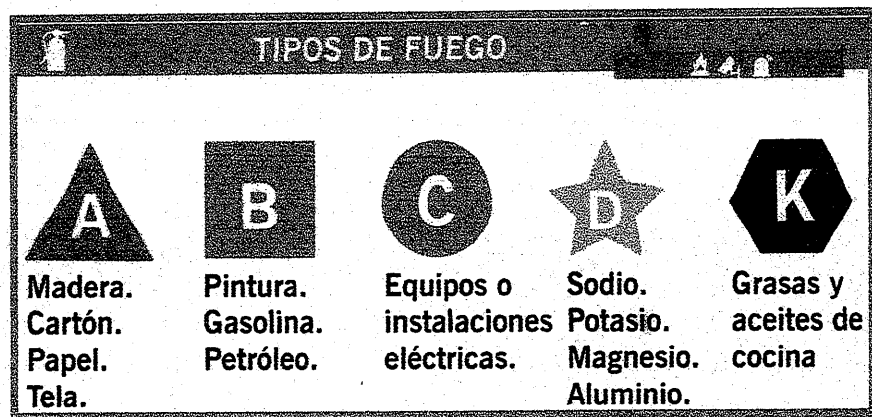 TIPOS DE FUEGO
A
Madera.
Cartón.
Papel.
Tela.
B
Pintura.
Gasolina.
Petróleo.
C
Equipos o
instalaciones
eléctricas.
D
Sodio.
Potasio.
Magnesio.
Aluminio.
K
Grasas y
aceites de
cocina